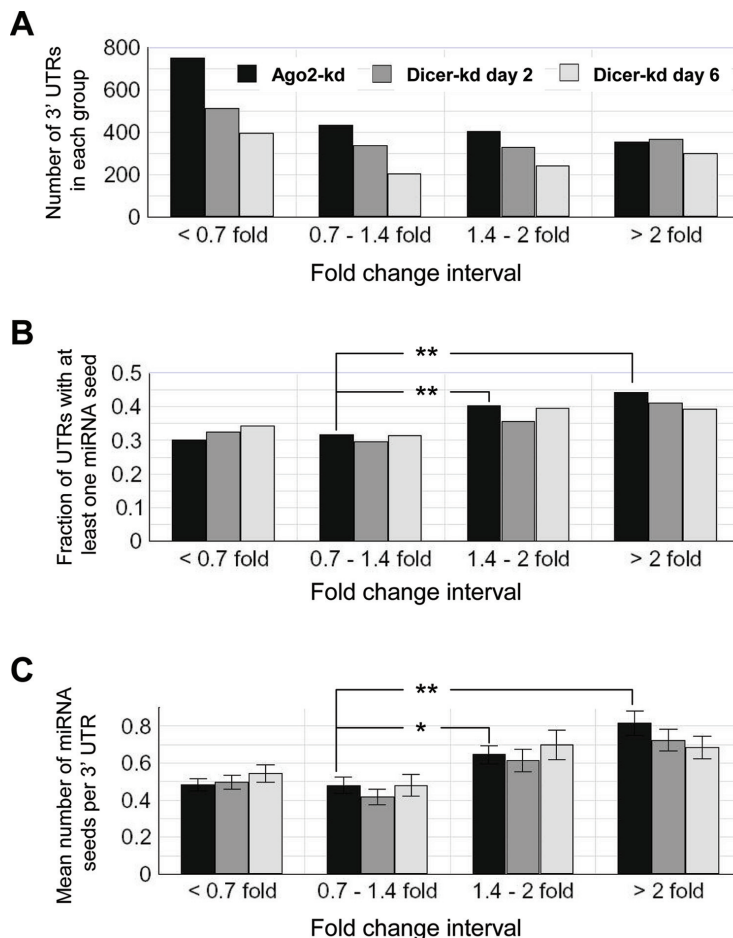 A
Number of 3' UTRs
in each group
800
600
400
200
0
Ago2-kd Dicer-kd day 2 Dicer-kd day 6
< 0.7 fold 0.7 - 1.4 fold 1.4 - 2 fold > 2 fold
Fold change interval
B
Fraction of UTRs with at
least one miRNA seed
**
**
0.5
0.4
0.3
0.2
0.1
0
< 0.7 fold 0.7 - 1.4 fold 1.4 - 2 fold > 2 fold
Fold change interval
C
Mean number of miRNA
seeds per 3' UTR
**
*
0.8
0.6
0.4
0.2
0
< 0.7 fold 0.7 - 1.4 fold 1.4 - 2 fold > 2 fold
Fold change interval